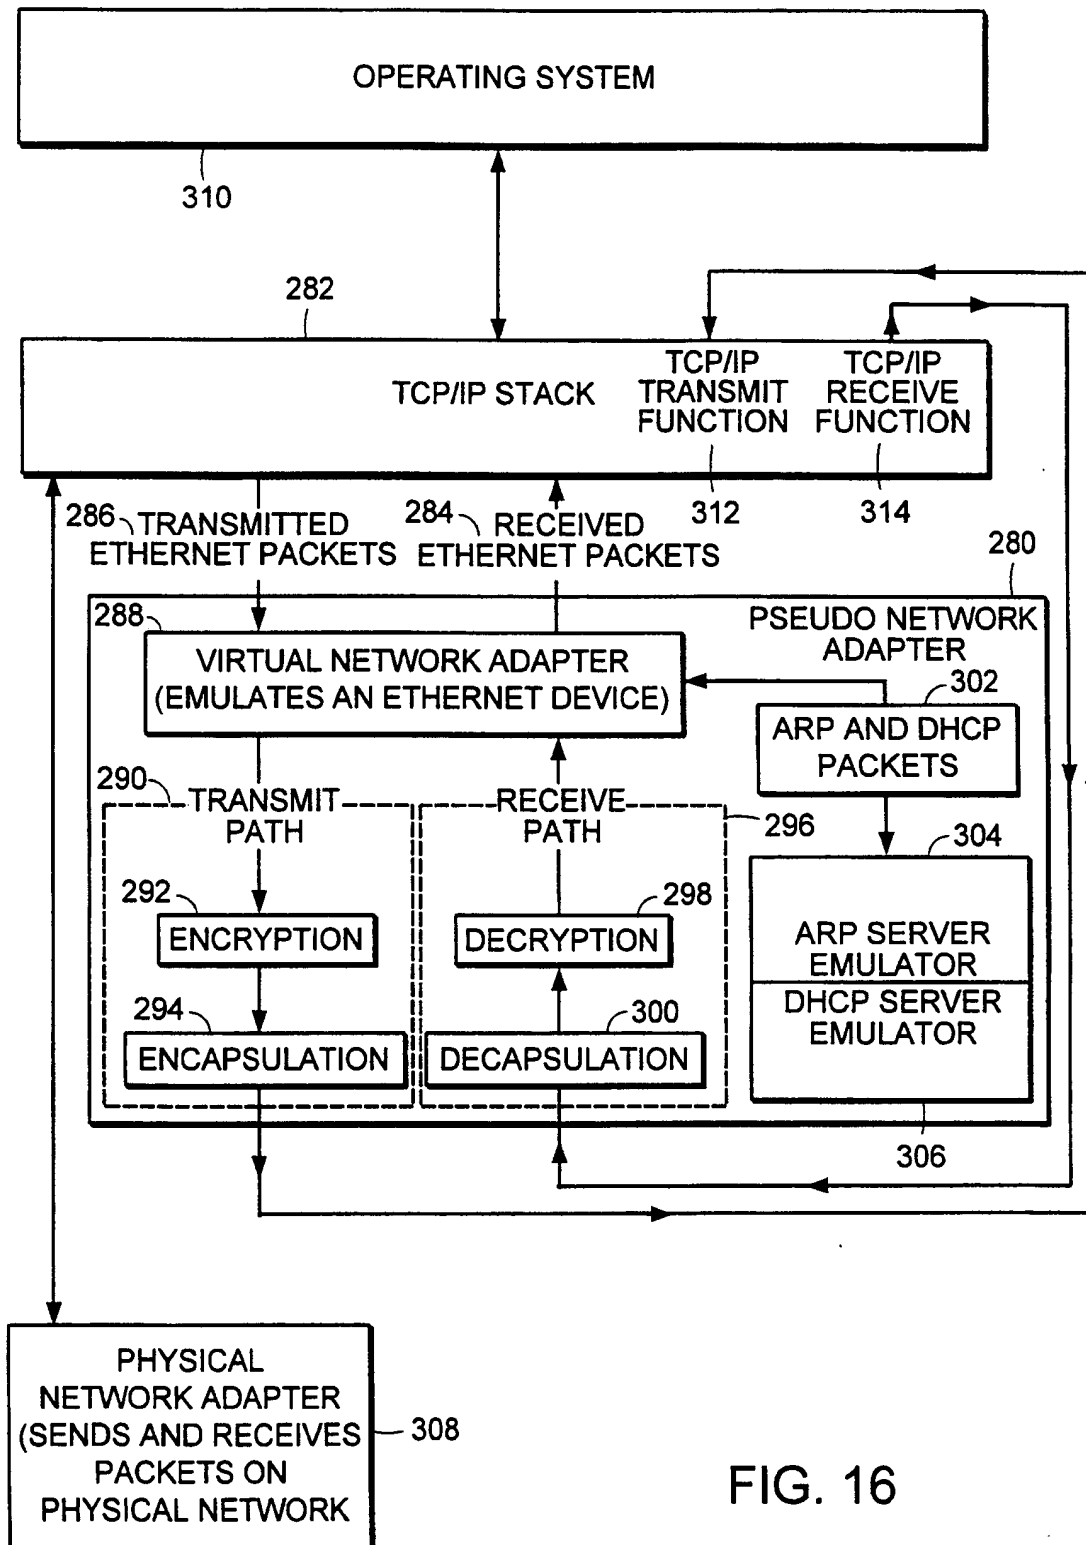 OPERATING SYSTEM
310
282
TCP/IP STACK
TCP/IP
TRANSMIT
FUNCTION
TCP/IP
RECEIVE
FUNCTION
312
314
286
TRANSMITTED
ETHERNET PACKETS
284
RECEIVED
ETHERNET PACKETS
280
288
PSEUDO NETWORK
ADAPTER
VIRTUAL NETWORK ADAPTER
(EMULATES AN ETHERNET DEVICE)
302
ARP AND DHCP
PACKETS
290
TRANSMIT
PATH
RECEIVE
PATH
296
304
292
ENCRYPTION
298
DECRYPTION
ARP SERVER
EMULATOR
DHCP SERVER
EMULATOR
294
ENCAPSULATION
300
DECAPSULATION
306
PHYSICAL
NETWORK ADAPTER
(SENDS AND RECEIVES
PACKETS ON
PHYSICAL NETWORK
308
FIG. 16